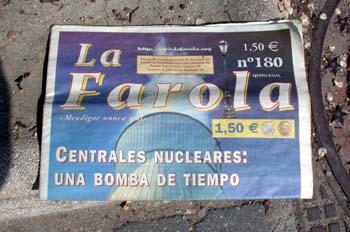 La
Farola
https://www.lafarola.org
1,50 €
nº180
QUINCENAL
Mendigar nunca más
1,50 €
CENTRALES NUCLEARES:
UNA BOMBA DE TIEMPO